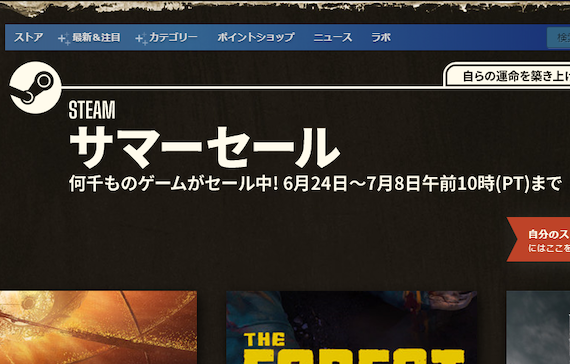 ストア 最新&注目 カテゴリー ポイントショップ ニュース ラボ
自らの運命を築き上げ
STEAM
サマーセール
何千ものゲームがセール中! 6月24日～7月8日午前10時(PT)まで
自分のス
にはここを
THE
FOREST